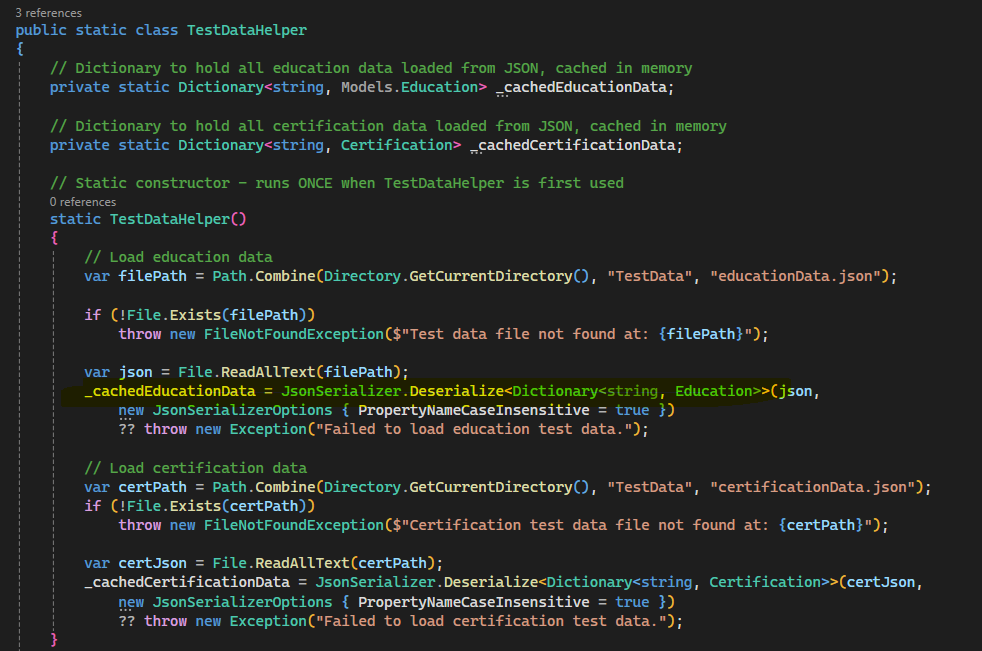 3 references
public static class TestDataHelper
{
// Dictionary to hold all education data loaded from JSON, cached in memory
private static Dictionary<string, Models.Education> _cachedEducationData;
// Dictionary to hold all certification data loaded from JSON, cached in memory
private static Dictionary<string, Certification> _cachedCertificationData;
// Static constructor – runs ONCE when TestDataHelper is first used
0 references
static TestDataHelper()
{
// Load education data
var filePath = Path.Combine(Directory.GetCurrentDirectory(), "TestData", "educationData.json");
if (!File.Exists(filePath))
throw new FileNotFoundException($"Test data file not found at: {filePath}");
var json = File.ReadAllText(filePath);
_cachedEducationData = JsonSerializer.Deserialize<Dictionary<string, Education>>(json,
new JsonSerializerOptions { PropertyNameCaseInsensitive = true })
?? throw new Exception("Failed to load education test data.");
// Load certification data
var certPath = Path.Combine(Directory.GetCurrentDirectory(), "TestData", "certificationData.json");
if (!File.Exists(certPath))
throw new FileNotFoundException($"Certification test data file not found at: {certPath}");
var certJson = File.ReadAllText(certPath);
_cachedCertificationData = JsonSerializer.Deserialize<Dictionary<string, Certification>>(certJson,
new JsonSerializerOptions { PropertyNameCaseInsensitive = true })
?? throw new Exception("Failed to load certification test data.");
}